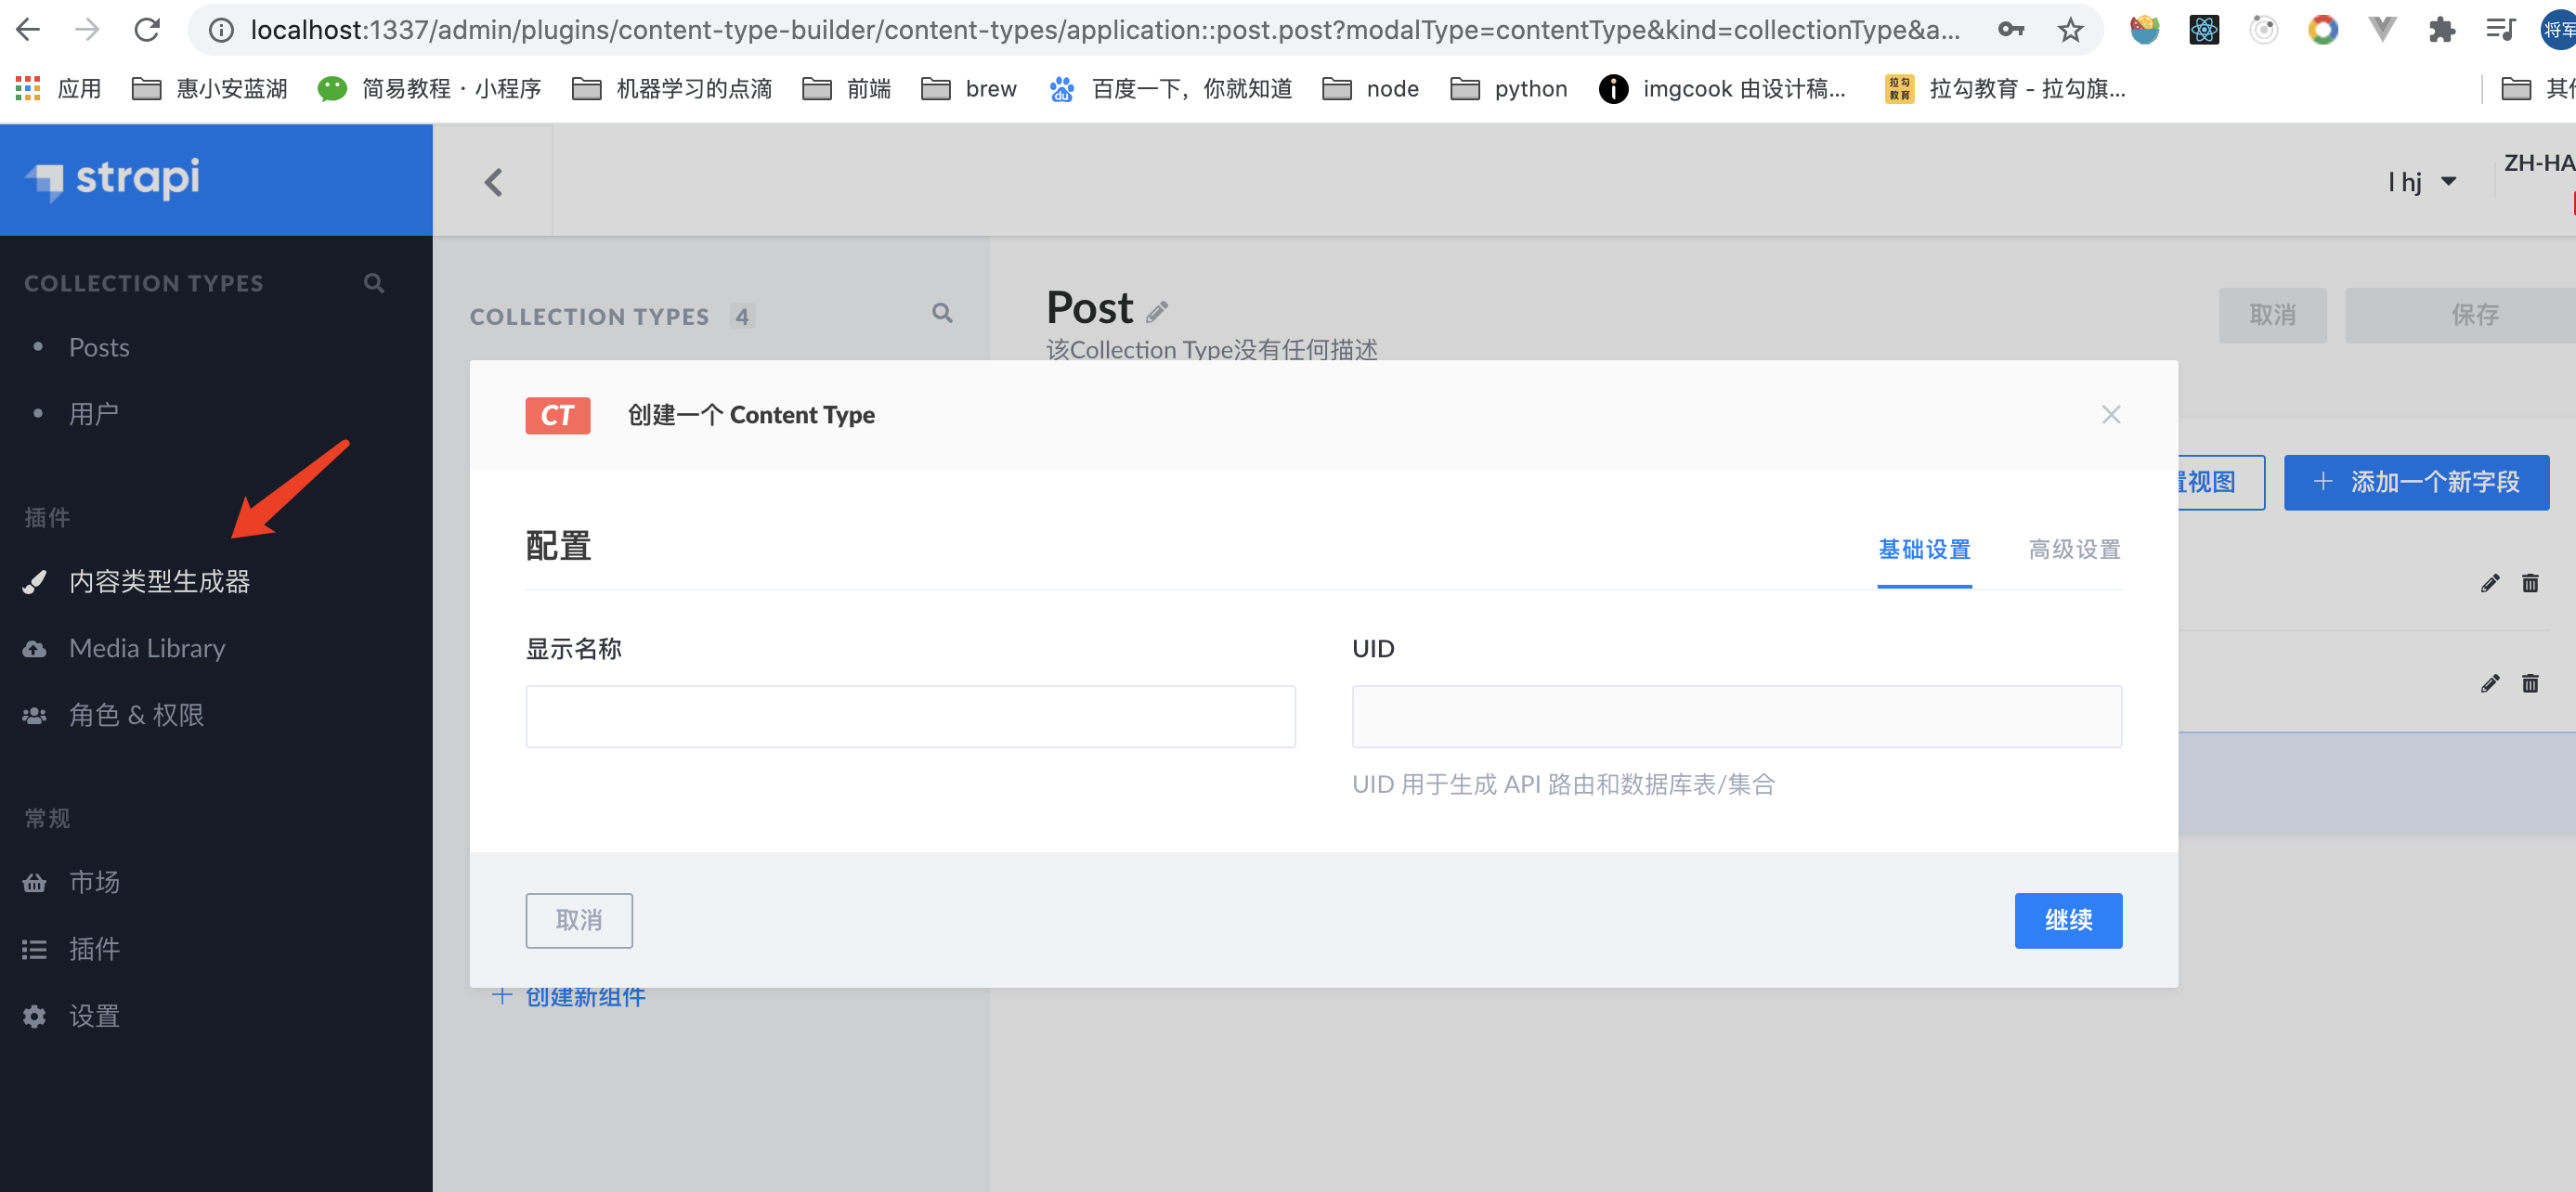 localhost:1337/admin/plugins/content-type-builder/content-types/application::post.post?modalType=contentType&kind=collectionType&a...
将军
应用
惠小安蓝湖
简易教程 · 小程序
机器学习的点滴
前端
brew
百度一下，你就知道
node
python
imgcook 由设计稿...
拉勾教育
拉勾教育 - 拉勾旗...
strapi
l hj
ZH-HA
COLLECTION TYPES
Posts
用户
插件
内容类型生成器
Media Library
角色 & 权限
常规
市场
插件
设置
COLLECTION TYPES 4
Post
该Collection Type没有任何描述
取消
保存
CT
创建一个 Content Type
置视图
添加一个新字段
配置
基础设置
高级设置
显示名称
UID
UID 用于生成 API 路由和数据库表/集合
取消
继续
创建新组件